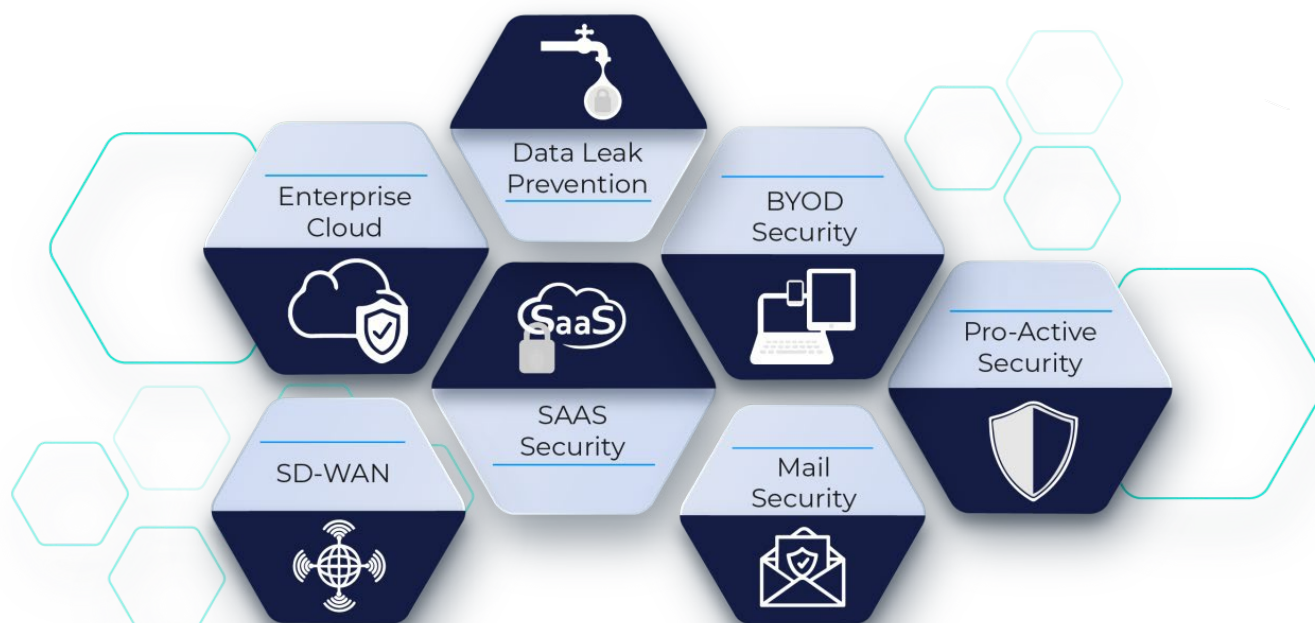 Data Leak
Prevention
Enterprise
Cloud
BYOD
Security
SaaS
SAAS
Security
Pro-Active
Security
SD-WAN
Mail
Security